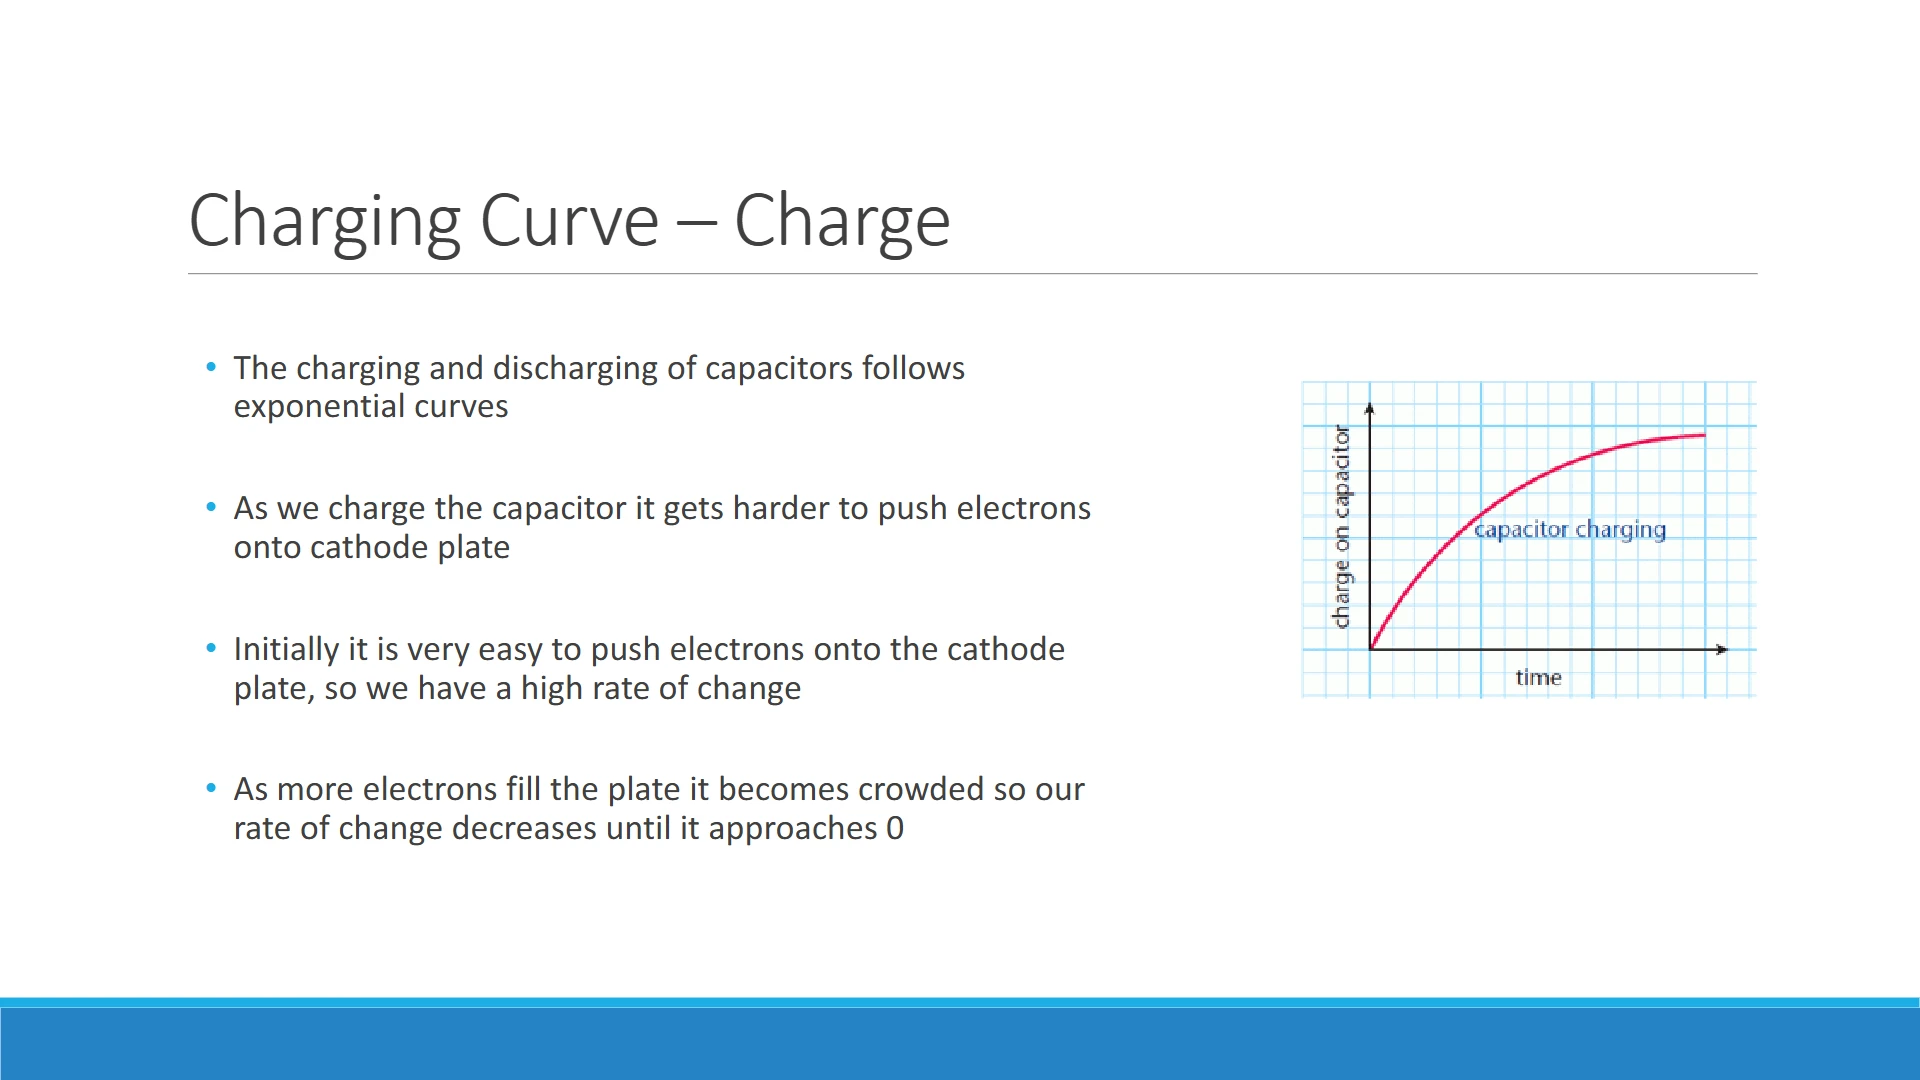 Charging Curve – Charge
• The charging and discharging of capacitors follows
exponential curves
• As we charge the capacitor it gets harder to push electrons
onto cathode plate
• Initially it is very easy to push electrons onto the cathode
plate, so we have a high rate of change
• As more electrons fill the plate it becomes crowded so our
rate of change decreases until it approaches 0
charge on capacitor
capacitor charging
time